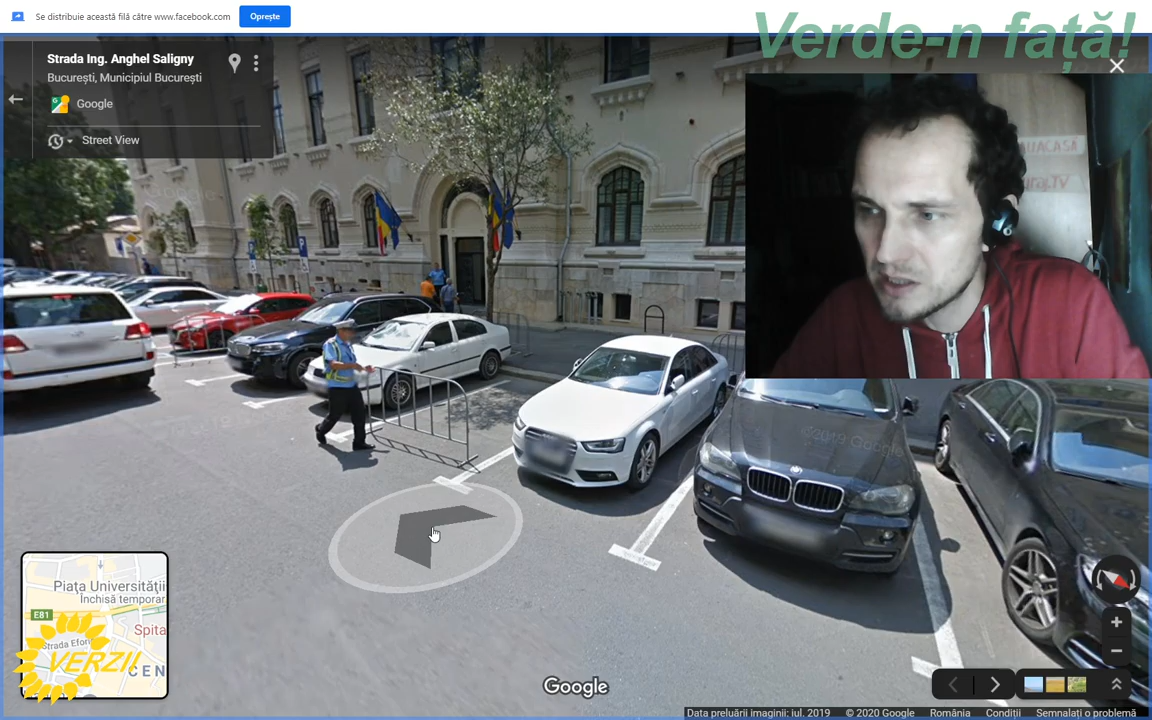 Se distribuie această filă către www.facebook.com
Oprește
Verde-n față!
Strada Ing. Anghel Saligny
București, Municipiul București
Google
Street View
©2019 Google
Piața Universității
Închisă temporar
E81
Spita
Strada Efor
VERZII
CEN
Google
Data preluării imaginii: iul. 2019 © 2020 Google România Condiții Semnalați o problemă